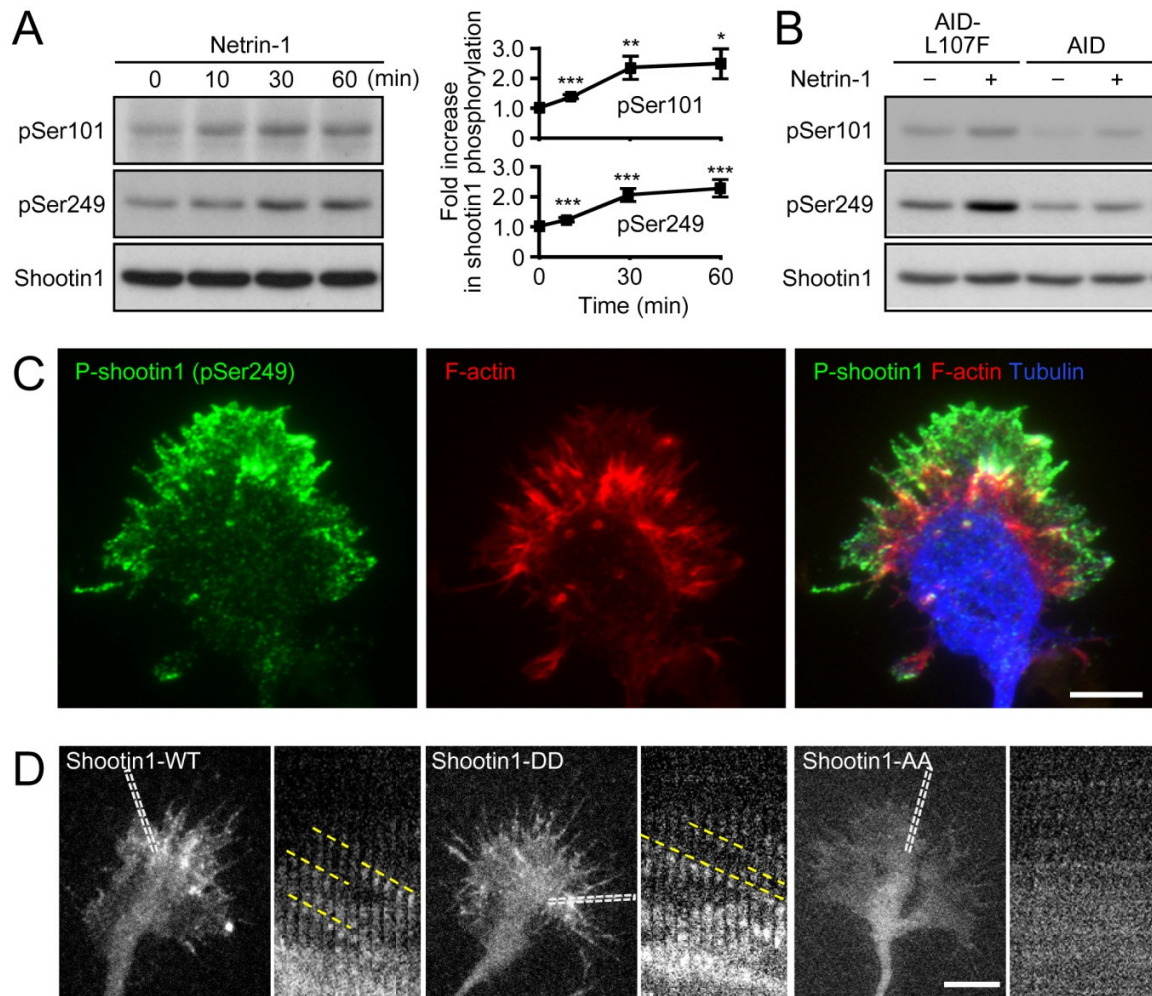 A
Netrin-1
0 10 30 60 (min)
pSer101
pSer249
Shootin1
Fold increase
in shootin1 phosphorylation
3.0
2.0
1.0
0
***
**
*
pSer101
3.0
2.0
1.0
0
***
***
***
pSer249
0 30 60
Time (min)
B
AID-
L107F
AID
Netrin-1 − + − +
pSer101
pSer249
Shootin1
C
P-shootin1 (pSer249)
F-actin
P-shootin1 F-actin Tubulin
D
Shootin1-WT
Shootin1-DD
Shootin1-AA